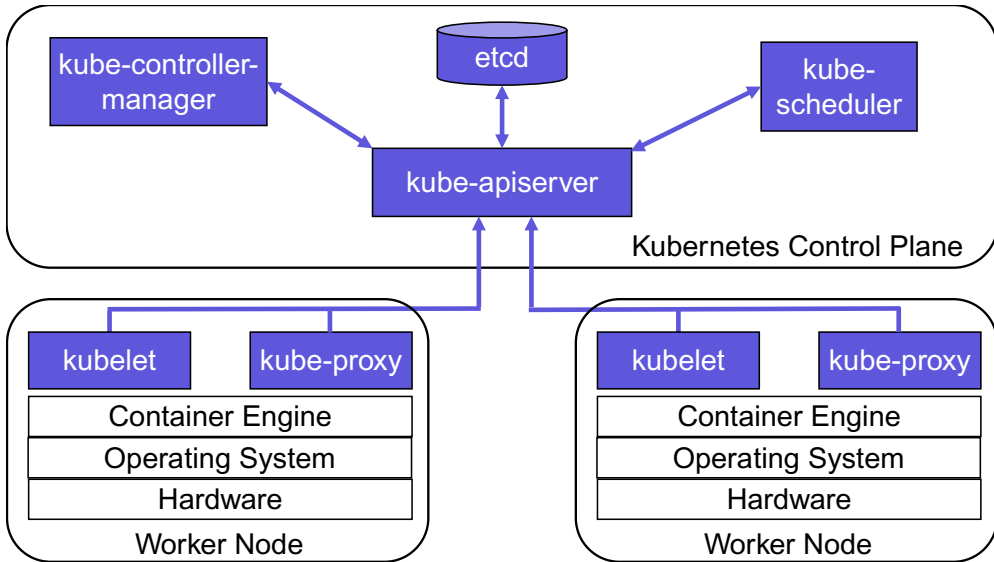 kube-controller-
manager
etcd
kube-
scheduler
kube-apiserver
Kubernetes Control Plane
kubelet
kube-proxy
Container Engine
Operating System
Hardware
Worker Node
kubelet
kube-proxy
Container Engine
Operating System
Hardware
Worker Node